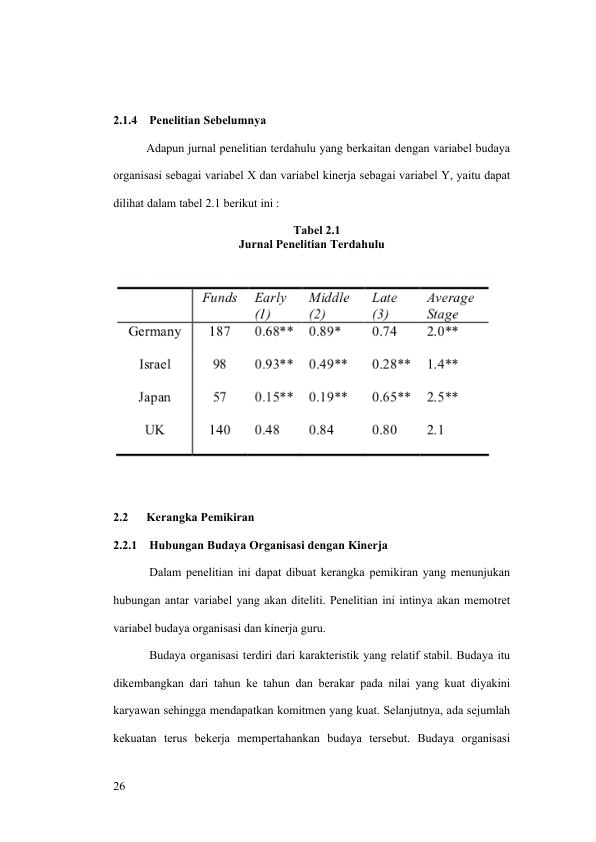 2.1.4 Penelitian Sebelumnya
Adapun jurnal penelitian terdahulu yang berkaitan dengan variabel budaya
organisasi sebagai variabel X dan variabel kinerja sebagai variabel Y, yaitu dapat
dilihat dalam tabel 2.1 berikut ini :
Tabel 2.1
Jurnal Penelitian Terdahulu
Funds Early (1) Middle (2) Late (3) Average Stage
Germany 187 0.68** 0.89* 0.74 2.0**
Israel 98 0.93** 0.49** 0.28** 1.4**
Japan 57 0.15** 0.19** 0.65** 2.5**
UK 140 0.48 0.84 0.80 2.1
2.2 Kerangka Pemikiran
2.2.1 Hubungan Budaya Organisasi dengan Kinerja
Dalam penelitian ini dapat dibuat kerangka pemikiran yang menunjukan
hubungan antar variabel yang akan diteliti. Penelitian ini intinya akan memotret
variabel budaya organisasi dan kinerja guru.
Budaya organisasi terdiri dari karakteristik yang relatif stabil. Budaya itu
dikembangkan dari tahun ke tahun dan berakar pada nilai yang kuat diyakini
karyawan sehingga mendapatkan komitmen yang kuat. Selanjutnya, ada sejumlah
kekuatan terus bekerja mempertahankan budaya tersebut. Budaya organisasi
26